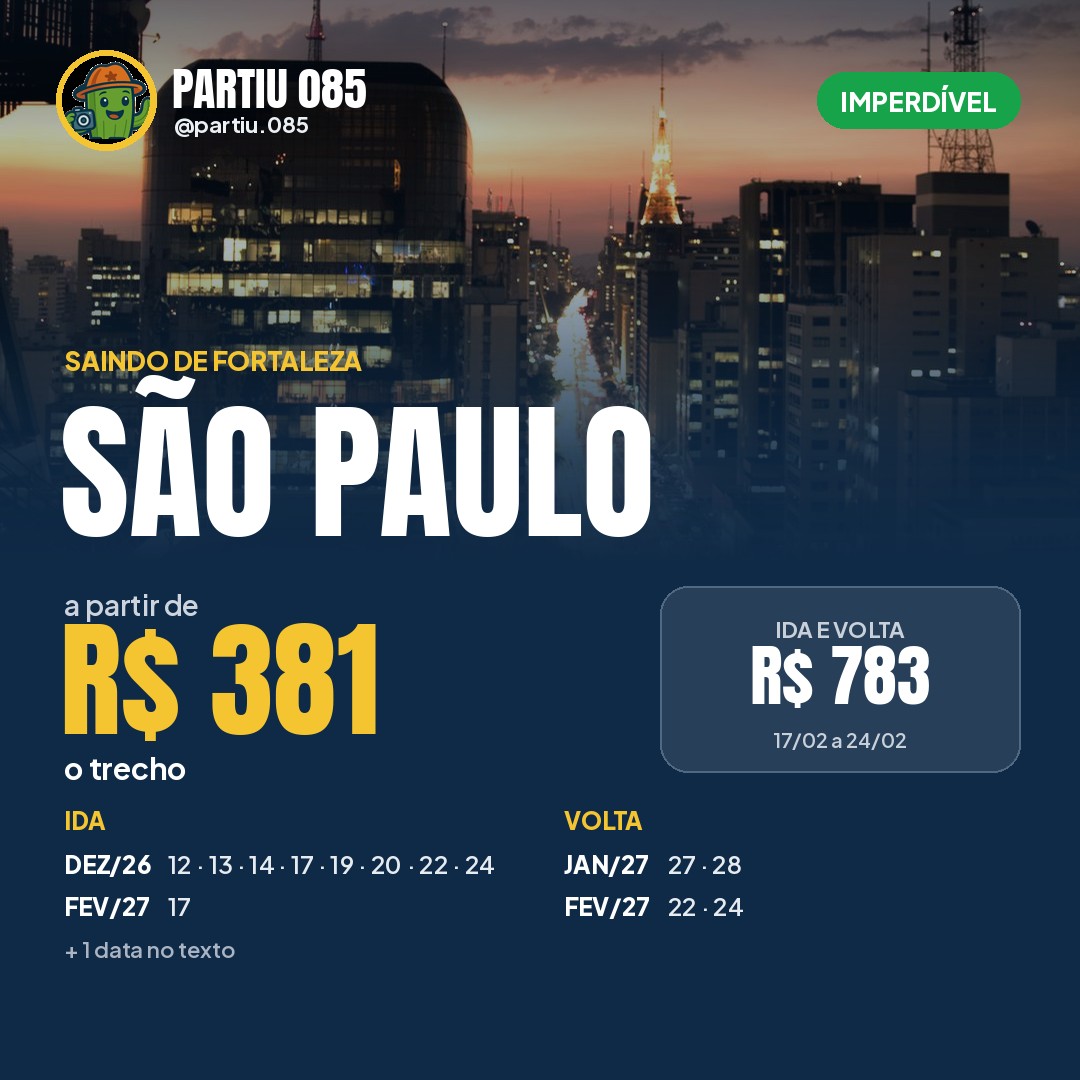 PARTIU 085
@partiu.085
IMPERDÍVEL
SAINDO DE FORTALEZA
SÃO PAULO
a partir de
R$ 381
o trecho
IDA E VOLTA
R$ 783
17/02 a 24/02
IDA
DEZ/26 12 · 13 · 14 · 17 · 19 · 20 · 22 · 24
FEV/27 17
+ 1 data no texto
VOLTA
JAN/27 27 · 28
FEV/27 22 · 24